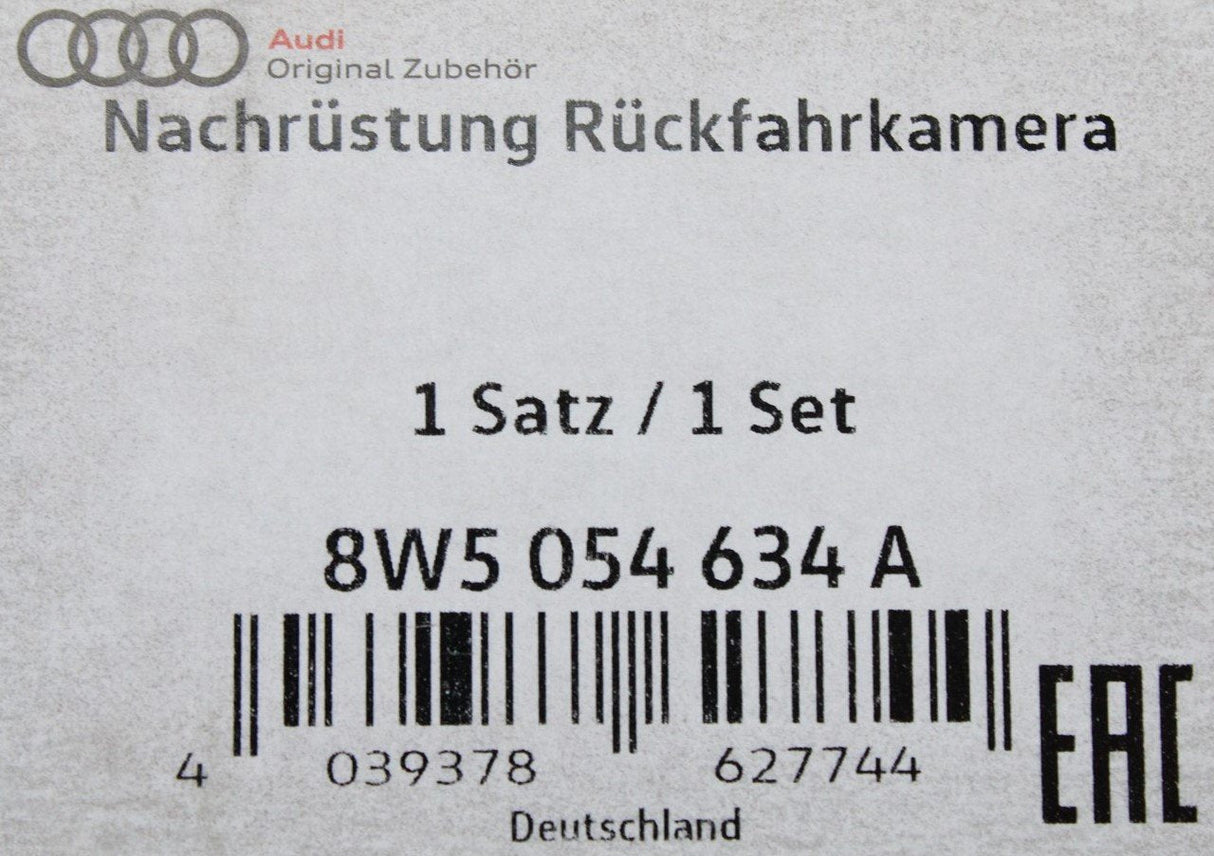 Audi
Original Zubehör
Nachrüstung Rückfahrkamera
1 Satz / 1 Set
8W5 054 634 A
4 039378 627744
EAC
Deutschland